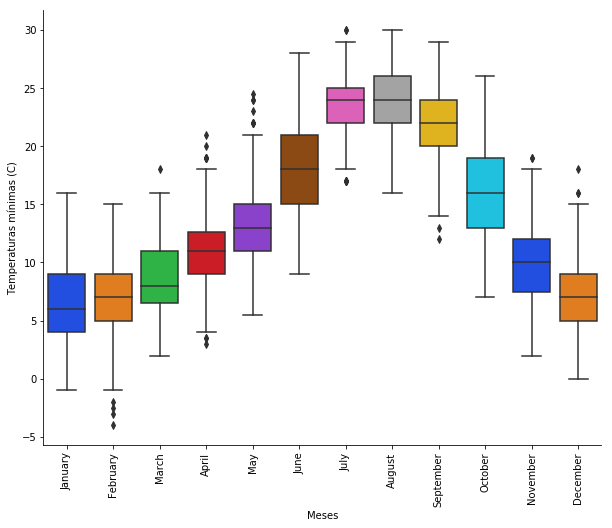 Temperaturas mínimas (C)
30
25
20
15
10
5
0
−5
January
February
March
April
May
June
July
August
September
October
November
December
Meses